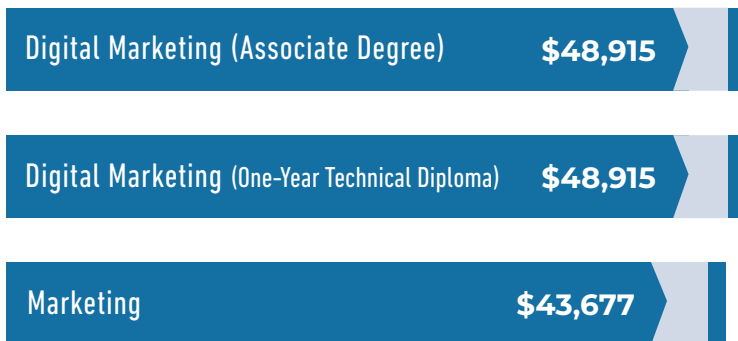 Digital Marketing (Associate Degree) $48,915
Digital Marketing (One-Year Technical Diploma) $48,915
Marketing $43,677